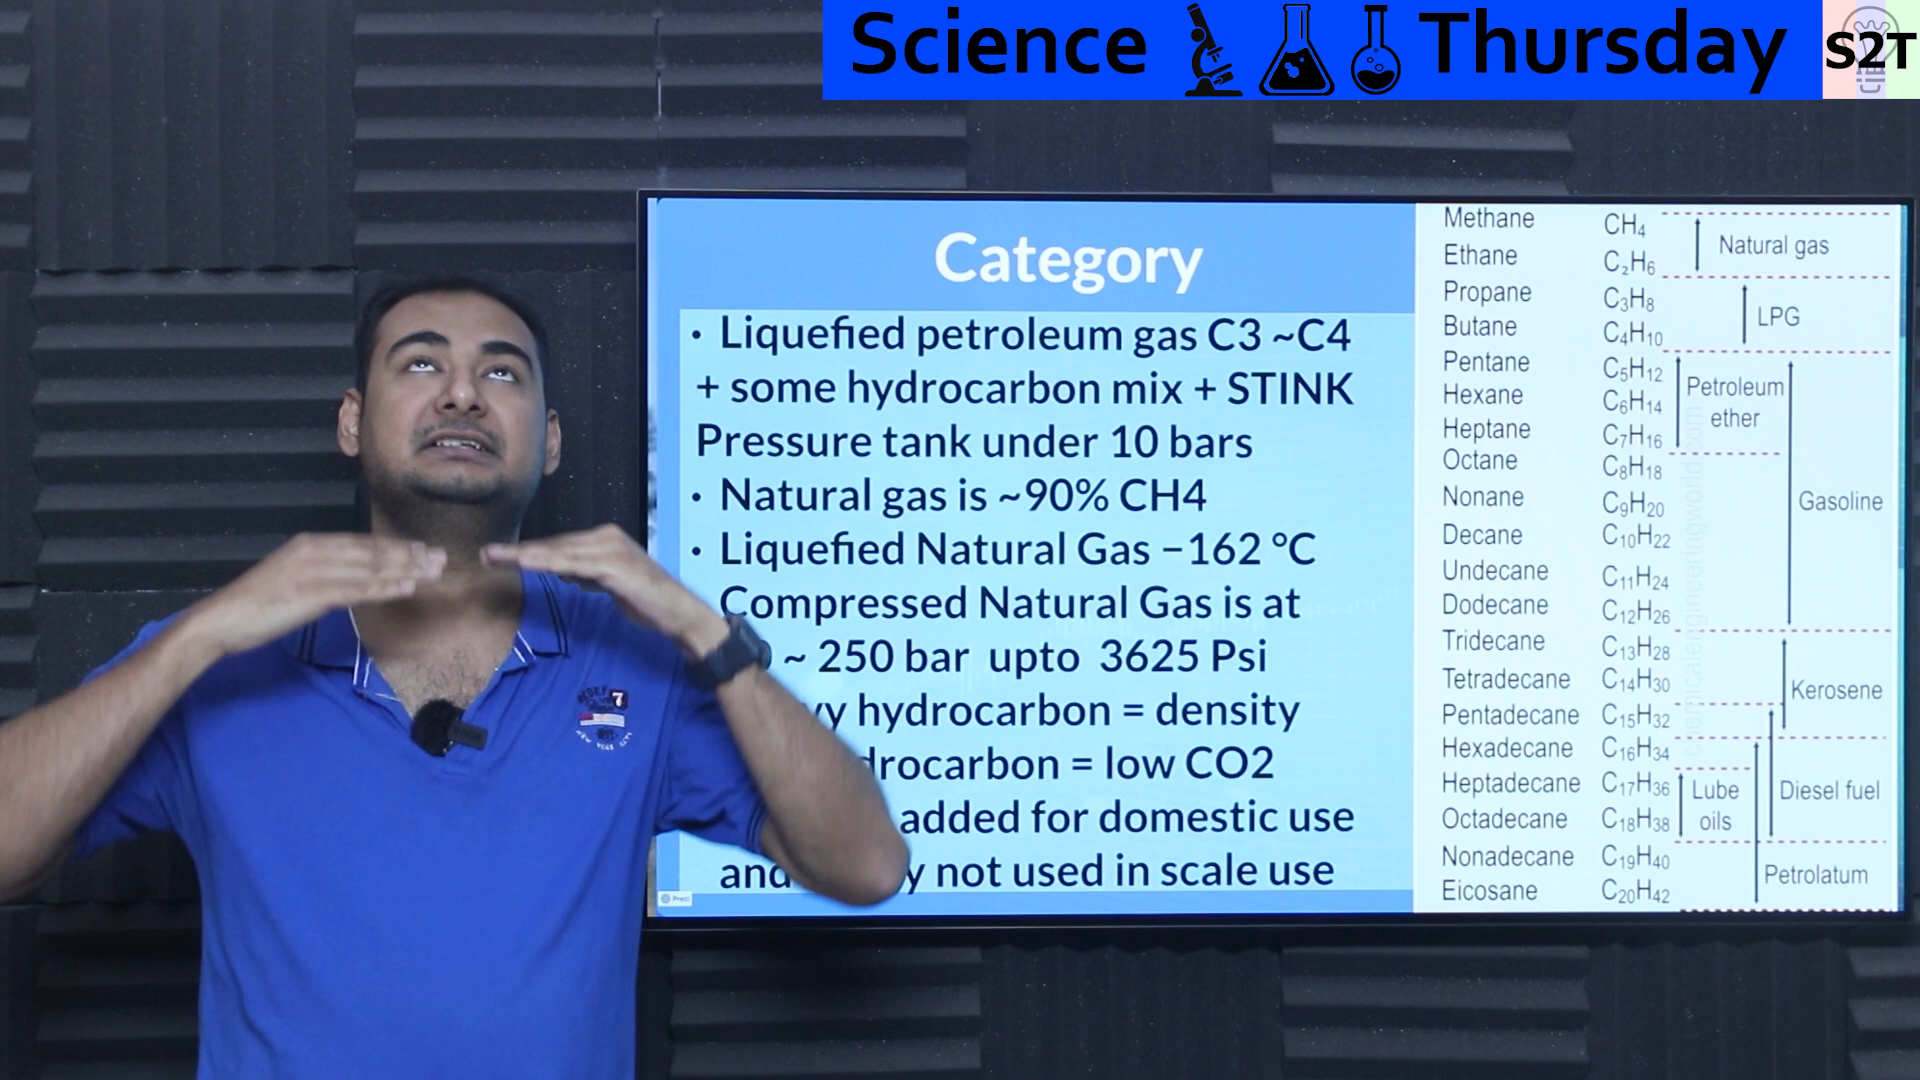 Science Thursday
S2T
Category
• Liquefied petroleum gas C3 ~C4
+ some hydrocarbon mix + STINK
Pressure tank under 10 bars
• Natural gas is ~90% CH4
• Liquefied Natural Gas −162 °C
Compressed Natural Gas is at
~ 250 bar upto 3625 Psi
hydrocarbon = density
= low CO2
added for domestic use
and not used in scale use
Prezi
Methane CH₄
Ethane C₂H₆
Natural gas
Propane C₃H₈
Butane C₄H₁₀
LPG
Pentane C₅H₁₂
Hexane C₆H₁₄
Heptane C₇H₁₆
Petroleum
ether
Octane C₈H₁₈
Nonane C₉H₂₀
Decane C₁₀H₂₂
Undecane C₁₁H₂₄
Dodecane C₁₂H₂₆
Gasoline
Tridecane C₁₃H₂₈
Tetradecane C₁₄H₃₀
Pentadecane C₁₅H₃₂
Kerosene
Hexadecane C₁₆H₃₄
Heptadecane C₁₇H₃₆
Octadecane C₁₈H₃₈
Lube
oils
Diesel fuel
Nonadecane C₁₉H₄₀
Eicosane C₂₀H₄₂
Petrolatum
7